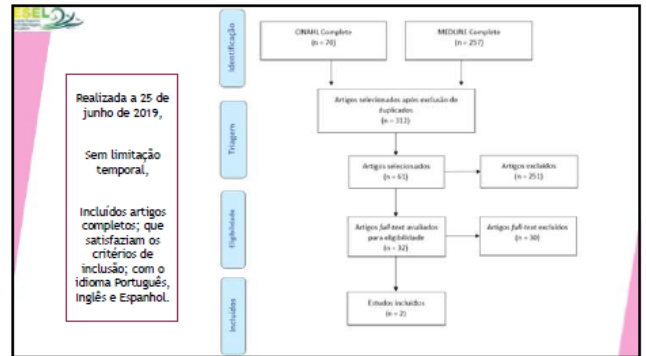 ESEL
Realizada a 25 de
junho de 2019,
Sem limitação
temporal,
Incluídos artigos
completos; que
satisfaziam os
critérios de
inclusão; com o
idioma Português,
Inglês e Espanhol.
Identificação
CINAHL Complete
(n = 70)
MEDLINE Complete
(n = 257)
Triagem
Artigos selecionados após exclusão de
duplicados
(n = 312)
Artigos selecionados
(n = 61)
Artigos excluídos
(n = 251)
Elegibilidade
Artigos full-text avaliados
para elegibilidade
(n = 32)
Artigos full-text excluídos
(n = 30)
Incluídos
Estudos incluídos
(n = 2)